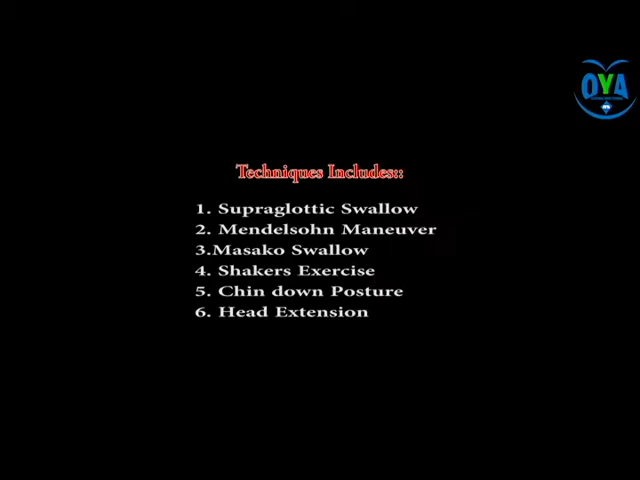 OYA
Techniques Includes::
1. Supraglottic Swallow
2. Mendelsohn Maneuver
3.Masako Swallow
4. Shakers Exercise
5. Chin down Posture
6. Head Extension